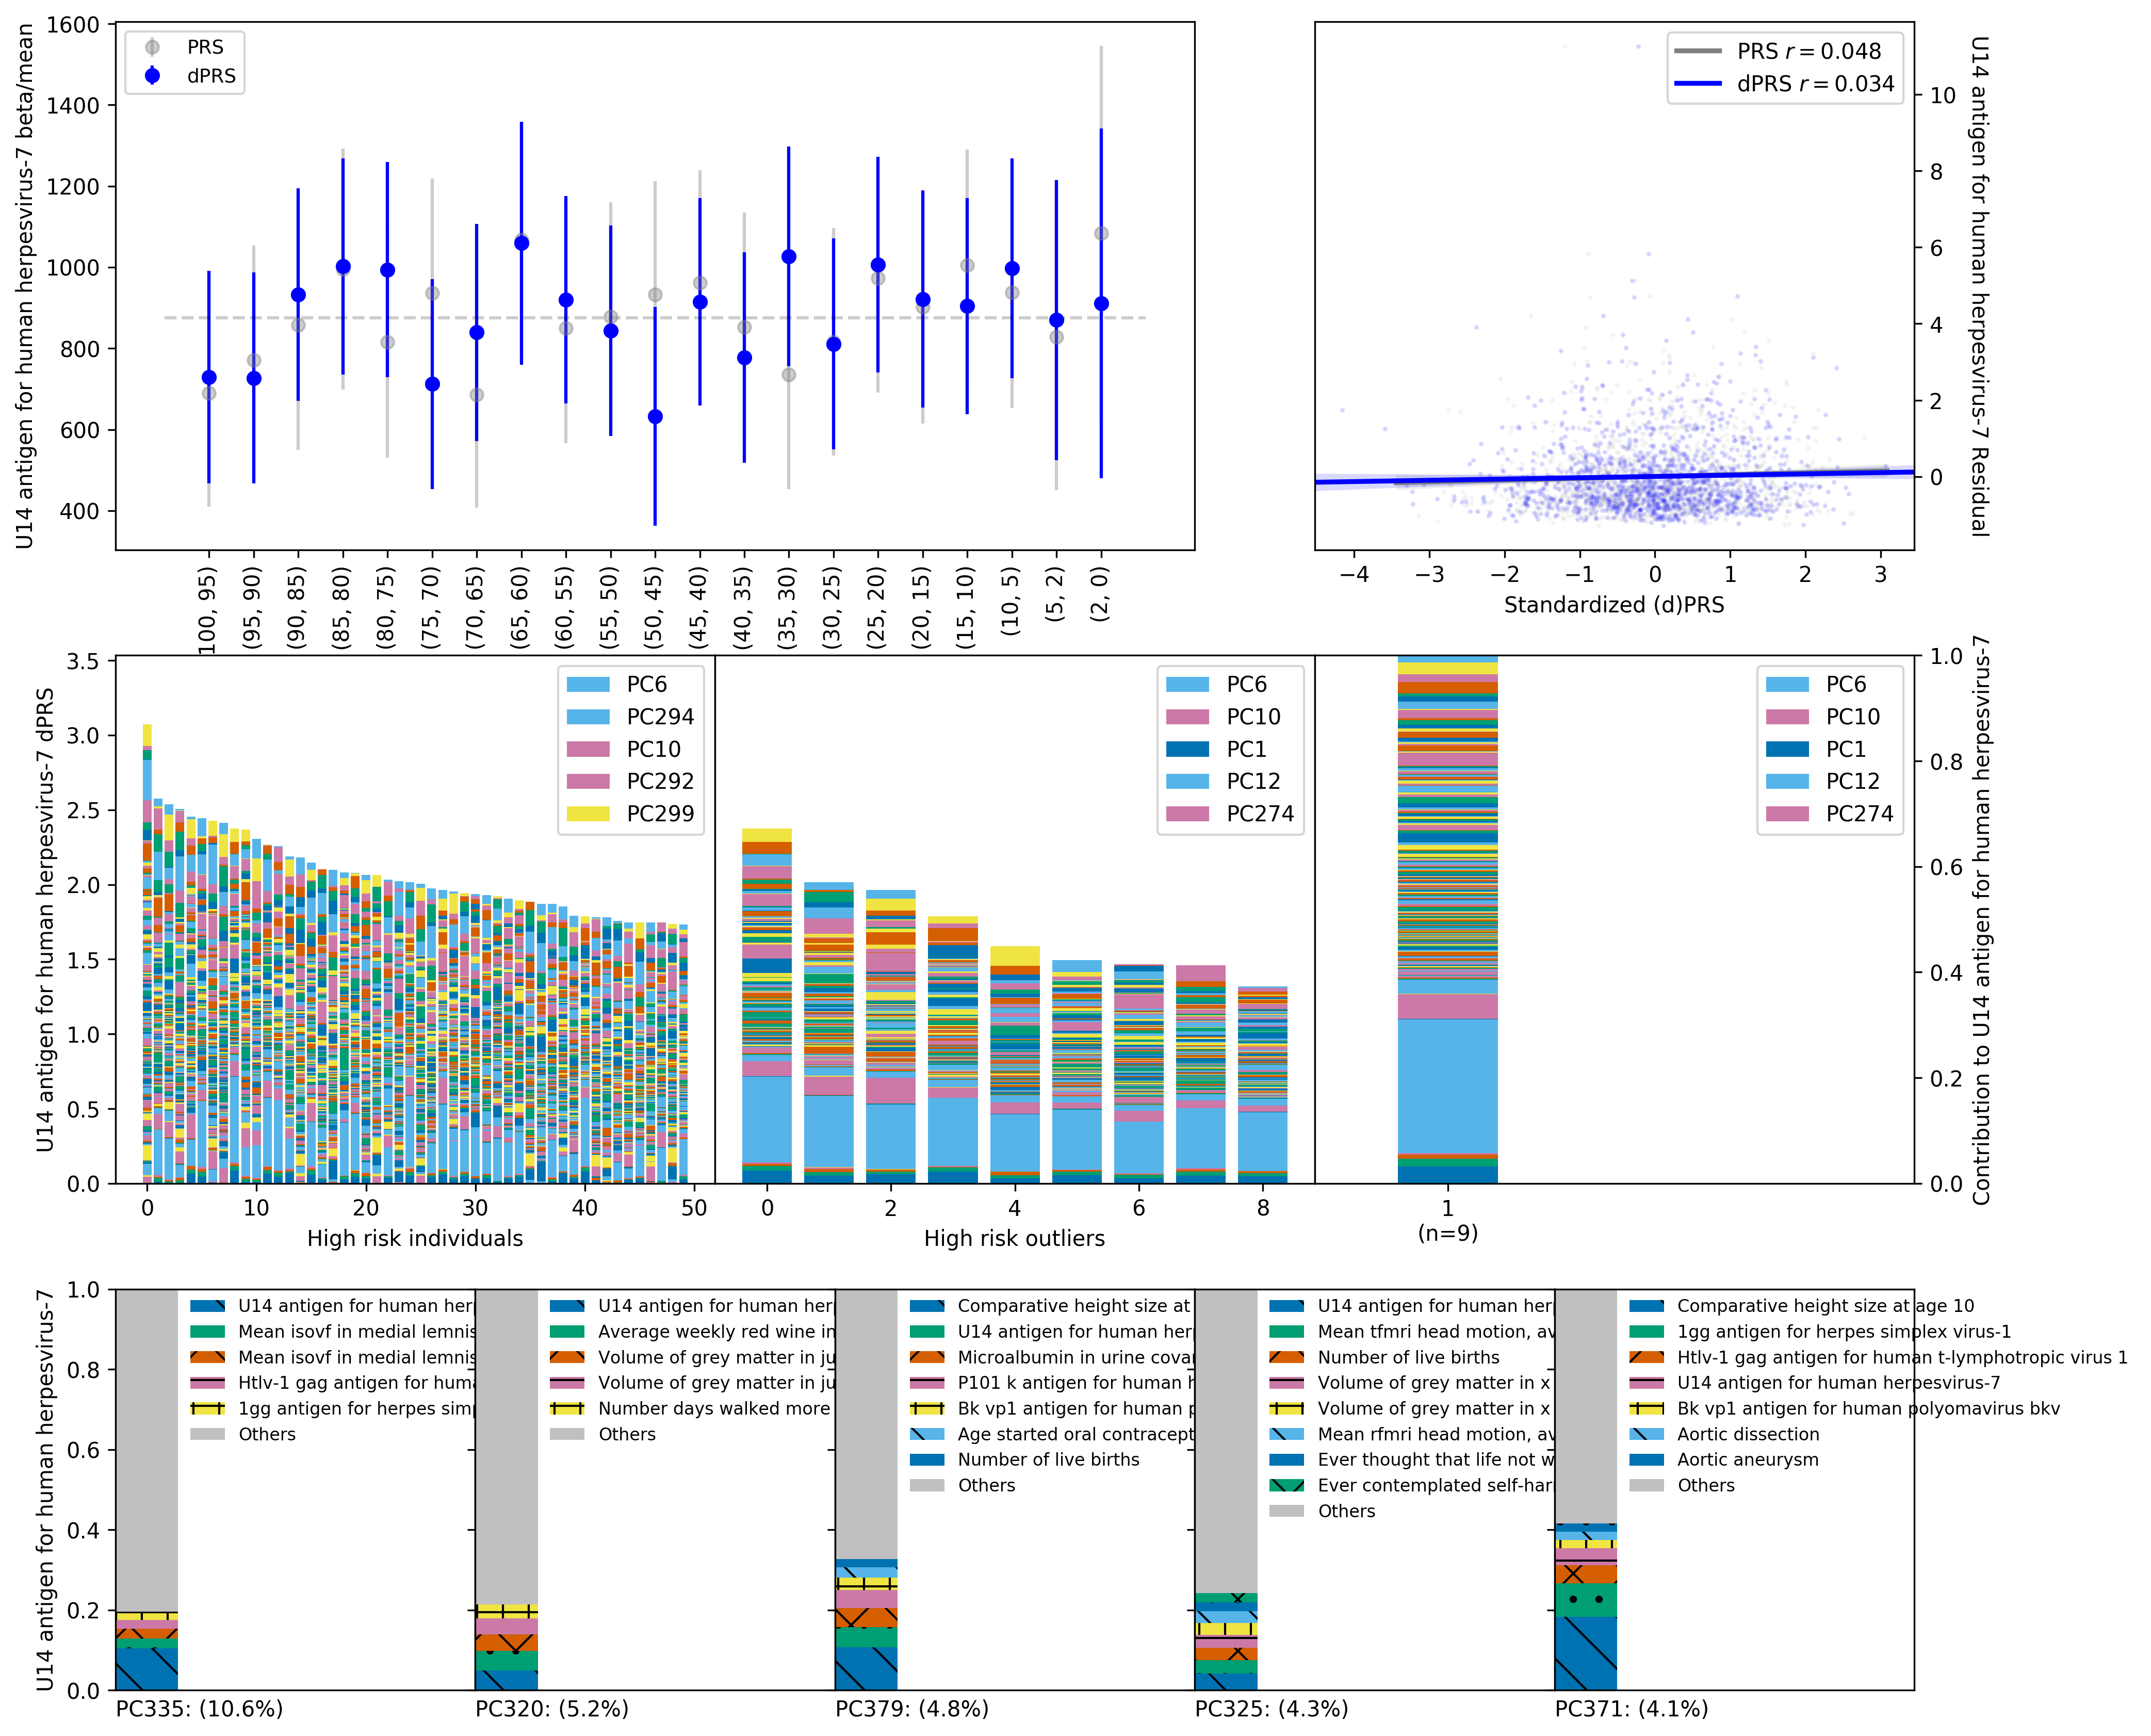 U14 antigen for human herpesvirus-7 beta/mean
1600
1400
1200
1000
800
600
400
PRS
dPRS
100, 95)
(95, 90)
(90, 85)
(85, 80)
(80, 75)
(75, 70)
(70, 65)
(65, 60)
(60, 55)
(55, 50)
(50, 45)
(45, 40)
(40, 35)
(35, 30)
(30, 25)
(25, 20)
(20, 15)
(15, 10)
(10, 5)
(5, 2)
(2, 0)
PRS r = 0.048
dPRS r = 0.034
10
8
6
4
2
0
U14 antigen for human herpesvirus-7 Residual
−4
−3
−2
−1
0
1
2
3
Standardized (d)PRS
U14 antigen for human herpesvirus-7 dPRS
3.5
3.0
2.5
2.0
1.5
1.0
0.5
0.0
PC6
PC294
PC10
PC292
PC299
0
10
20
30
40
50
High risk individuals
PC6
PC10
PC1
PC12
PC274
0
2
4
6
8
High risk outliers
PC6
PC10
PC1
PC12
PC274
1
(n=9)
1.0
0.8
0.6
0.4
0.2
0.0
Contribution to U14 antigen for human herpesvirus-7
U14 antigen for human herpesvirus-7
1.0
0.8
0.6
0.4
0.2
0.0
U14 antigen for human her
Mean isovf in medial lemnis
Mean isovf in medial lemnis
Htlv-1 gag antigen for huma
1gg antigen for herpes simp
Others
PC335: (10.6%)
U14 antigen for human her
Average weekly red wine in
Volume of grey matter in ju
Volume of grey matter in ju
Number days walked more
Others
PC320: (5.2%)
Comparative height size at
U14 antigen for human her
Microalbumin in urine covar
P101 k antigen for human h
Bk vp1 antigen for human p
Age started oral contracept
Number of live births
Others
PC379: (4.8%)
U14 antigen for human her
Mean tfmri head motion, av
Number of live births
Volume of grey matter in x
Volume of grey matter in x
Mean rfmri head motion, av
Ever thought that life not w
Ever contemplated self-har
Others
PC325: (4.3%)
Comparative height size at age 10
1gg antigen for herpes simplex virus-1
Htlv-1 gag antigen for human t-lymphotropic virus 1
U14 antigen for human herpesvirus-7
Bk vp1 antigen for human polyomavirus bkv
Aortic dissection
Aortic aneurysm
Others
PC371: (4.1%)